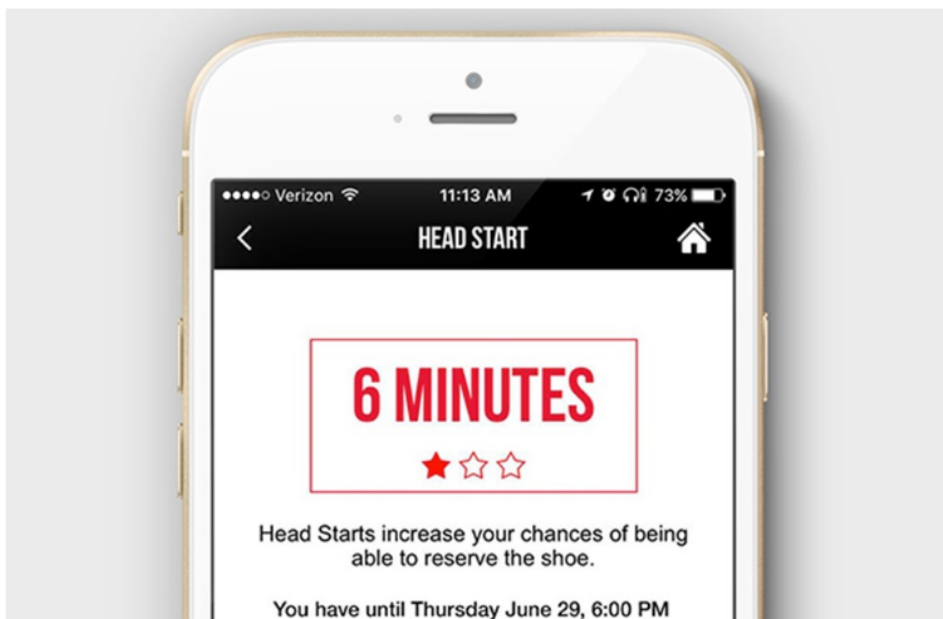 Verizon 11:13 AM 73%
HEAD START
6 MINUTES
Head Starts increase your chances of being
able to reserve the shoe.
You have until Thursday June 29, 6:00 PM